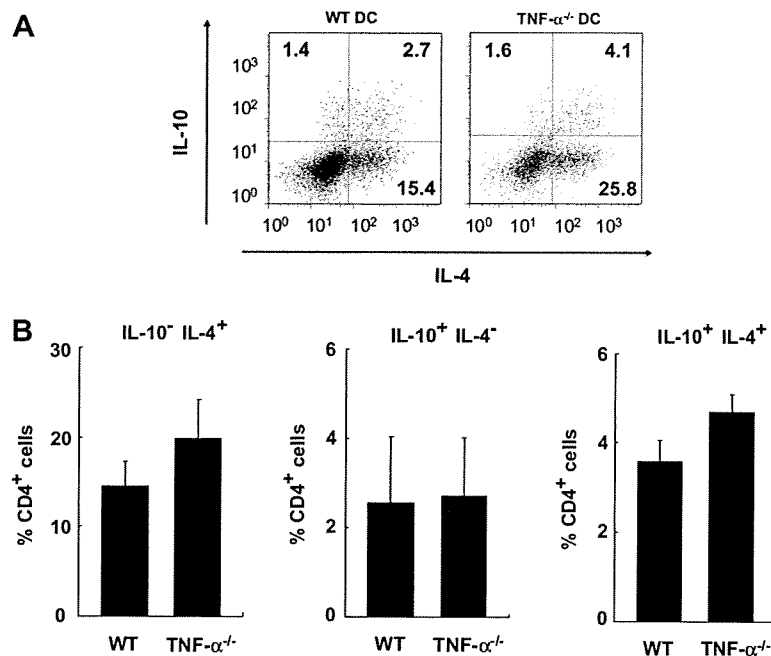 A
WT DC
TNF-α-/- DC
IL-10
10³
10²
10¹
10⁰
1.4
2.7
15.4
1.6
4.1
25.8
10⁰ 10¹ 10² 10³
10⁰ 10¹ 10² 10³
IL-4
B
IL-10⁻ IL-4⁺
% CD4⁺ cells
30
20
10
0
WT TNF-α-/-
IL-10⁺ IL-4⁻
% CD4⁺ cells
6
4
2
0
WT TNF-α-/-
IL-10⁺ IL-4⁺
% CD4⁺ cells
6
4
2
0
WT TNF-α-/-